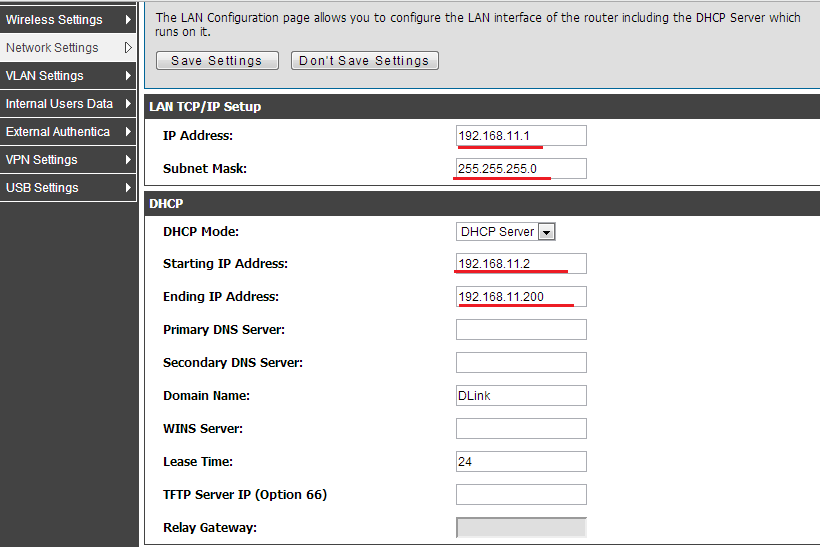 Wireless Settings
Network Settings
VLAN Settings
Internal Users Data
External Authentica
VPN Settings
USB Settings
The LAN Configuration page allows you to configure the LAN interface of the router including the DHCP Server which
runs on it.
Save Settings Don't Save Settings
LAN TCP/IP Setup
IP Address: 192.168.11.1
Subnet Mask: 255.255.255.0
DHCP
DHCP Mode: DHCP Server
Starting IP Address: 192.168.11.2
Ending IP Address: 192.168.11.200
Primary DNS Server:
Secondary DNS Server:
Domain Name: DLink
WINS Server:
Lease Time: 24
TFTP Server IP (Option 66)
Relay Gateway: